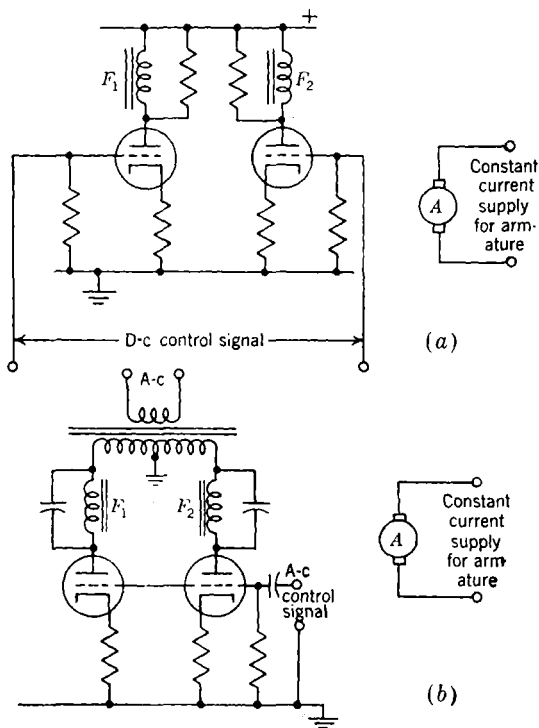 +
F₁
F₂
A
Constant
current
supply
for arm-
ature
D-c control signal
(a)
A-c
F₁
F₂
A-c
control
signal
A
Constant
current
supply
for arm-
ature
(b)